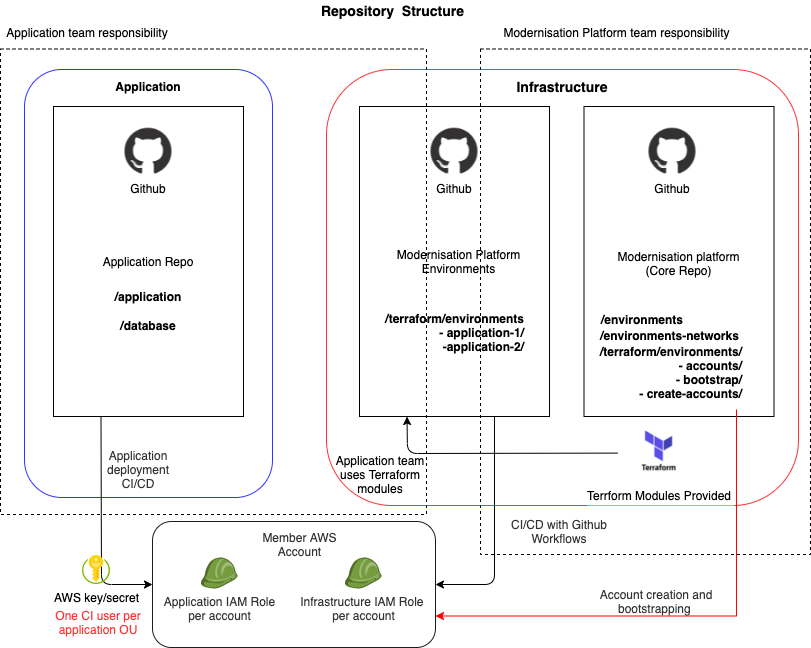 Repository Structure
Application team responsibility
Modernisation Platform team responsibility
Application
Infrastructure
Github
Github
Github
Application Repo
/application
/database
Modernisation Platform
Environments
/terraform/environments
- application-1/
-application-2/
Modernisation platform
(Core Repo)
/environments
/environments-networks
/terraform/environments/
- accounts/
- bootstrap/
- create-accounts/
Application
deployment
CI/CD
Application team
uses Terraform
modules
Terraform
Terrform Modules Provided
CI/CD with Github
Workflows
Member AWS
Account
AWS key/secret
One CI user per
application OU
Application IAM Role
per account
Infrastructure IAM Role
per account
Account creation and
bootstrapping